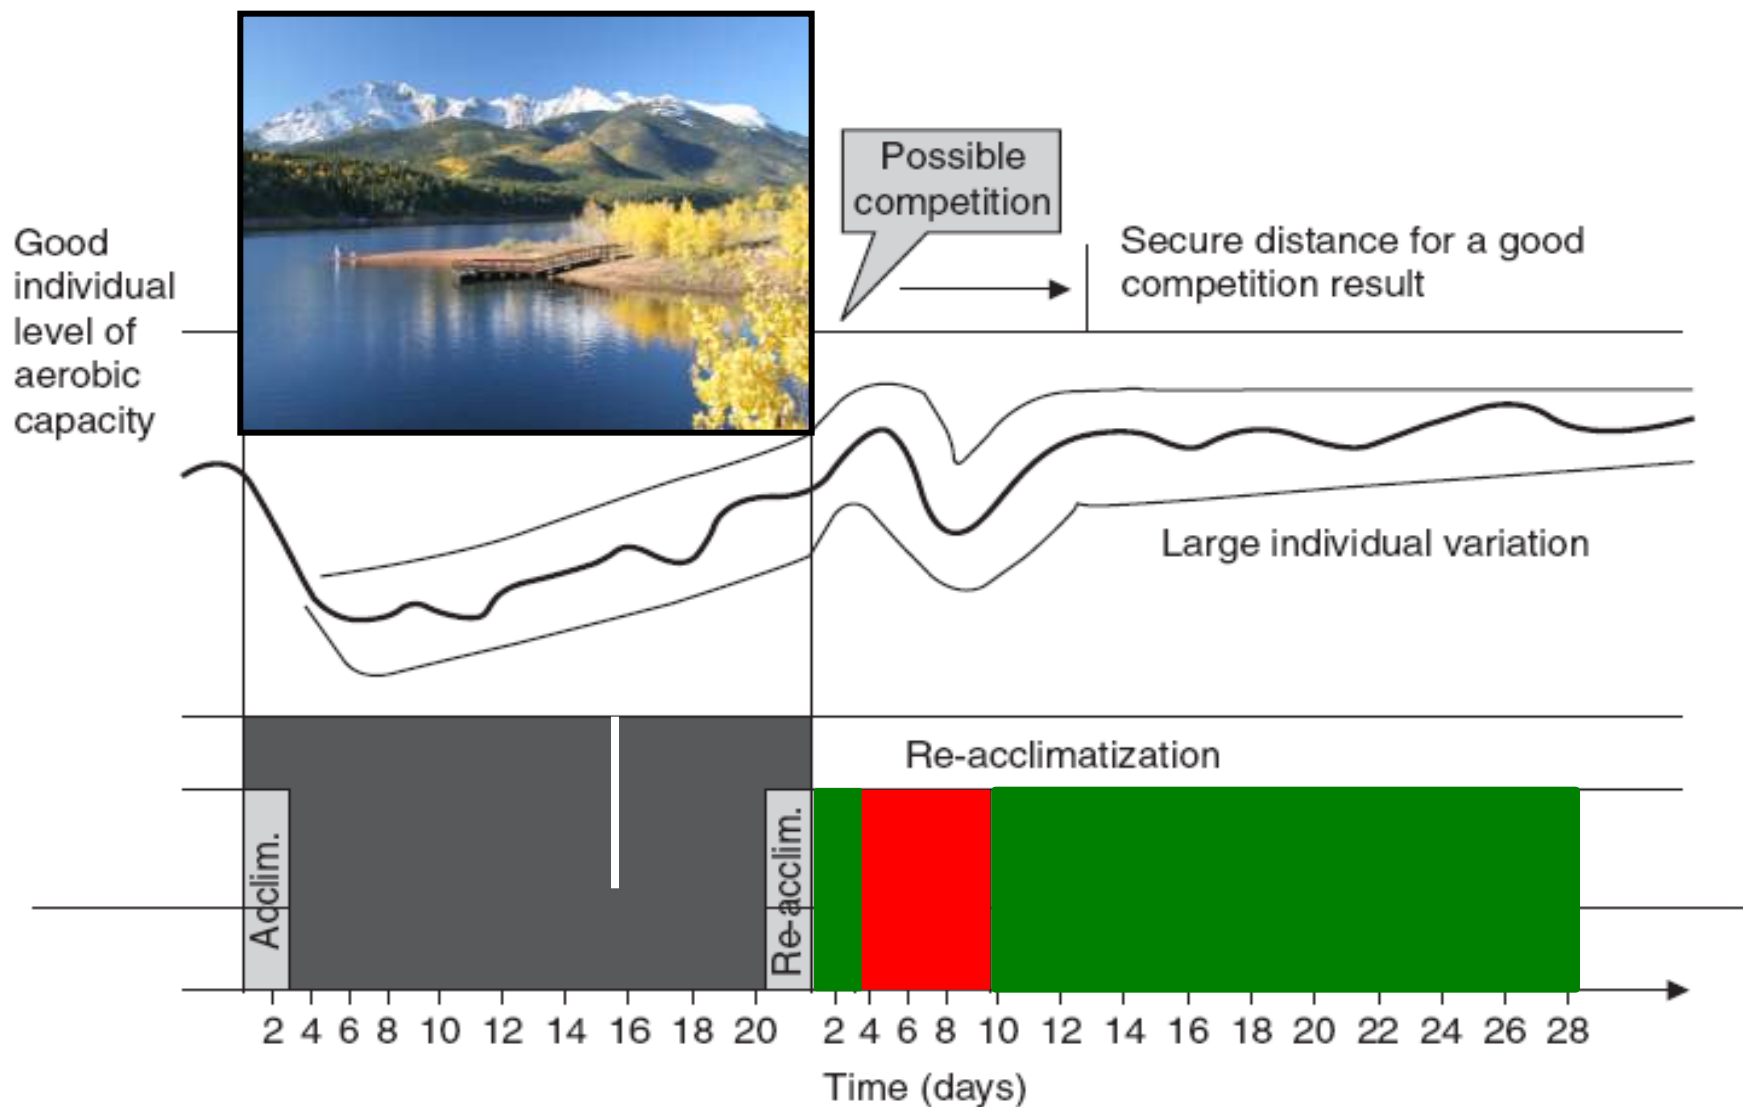 Good
individual
level of
aerobic
capacity
Possible
competition
Secure distance for a good
competition result
Large individual variation
Re-acclimatization
Acclim.
Re-acclim.
2 4 6 8 10 12 14 16 18 20 2 4 6 8 10 12 14 16 18 20 22 24 26 28
Time (days)